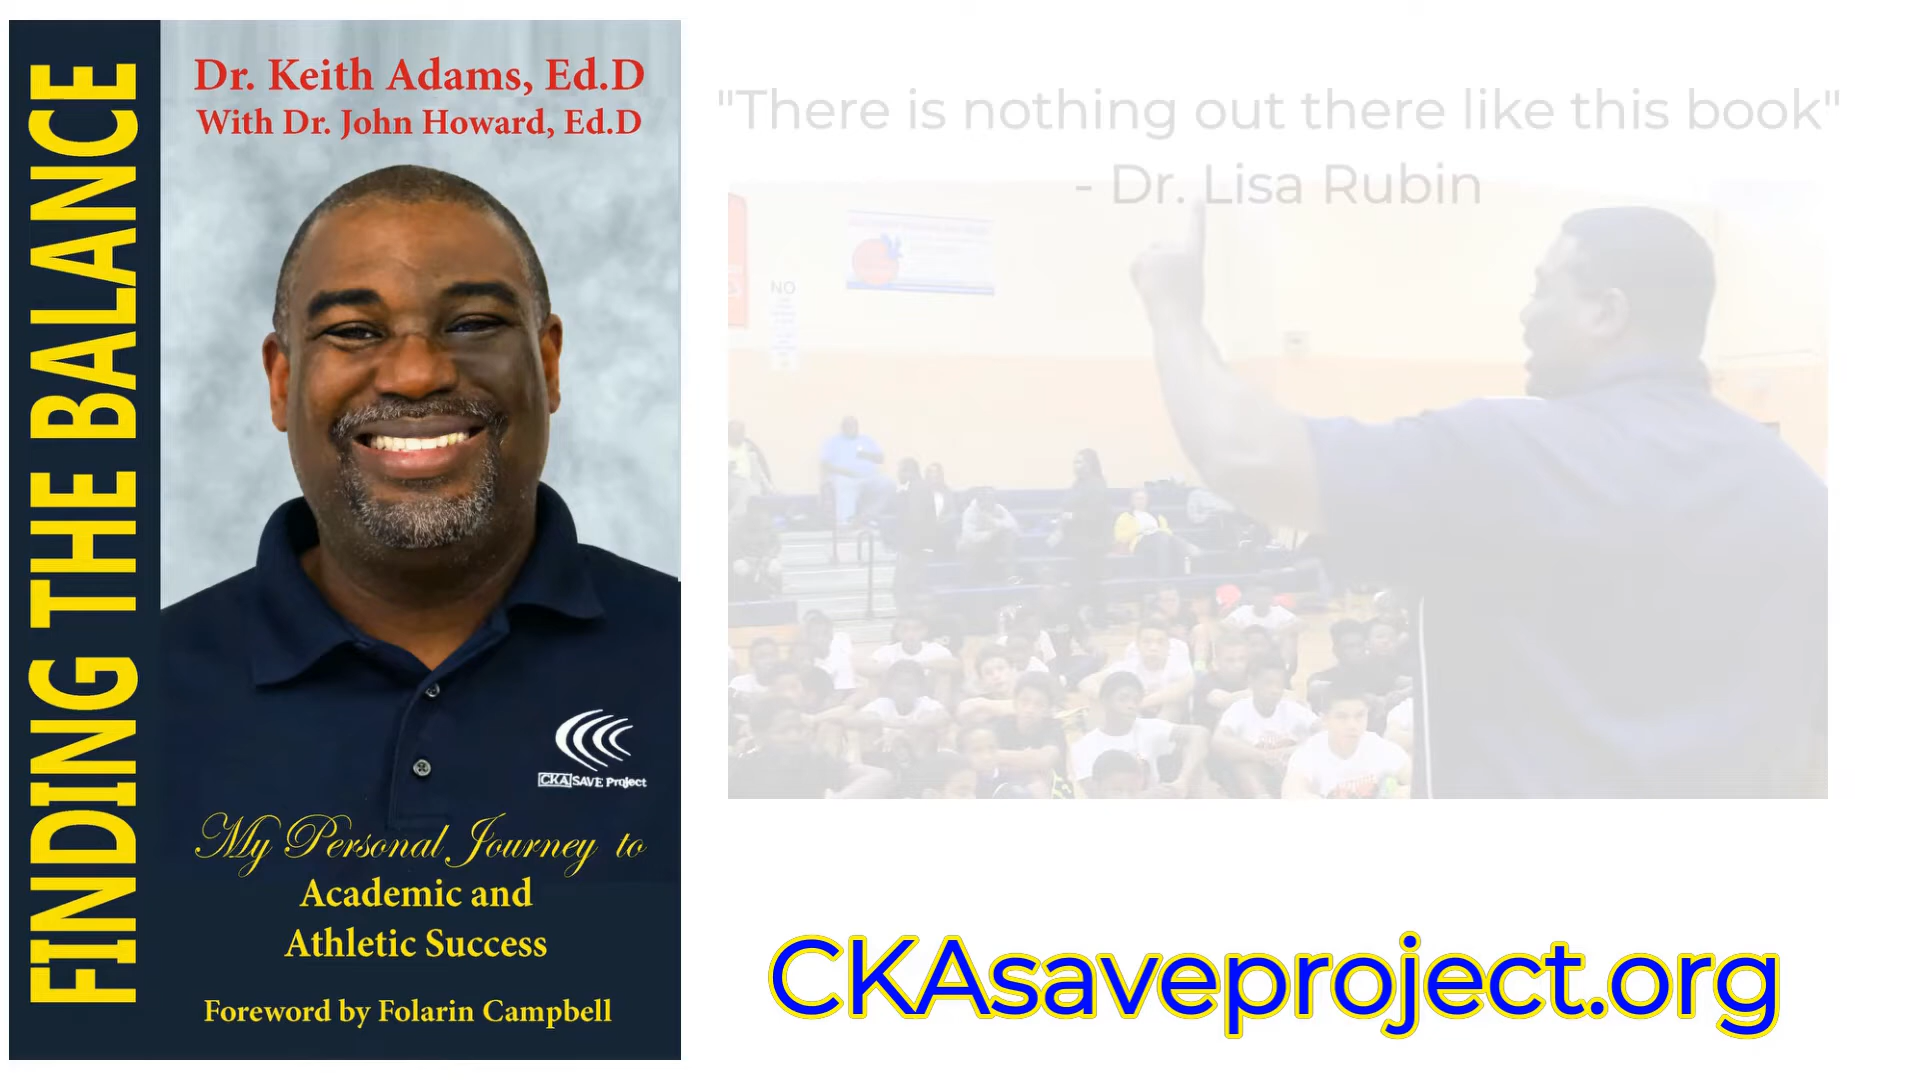 FINDING THE BALANCE
Dr. Keith Adams, Ed.D
With Dr. John Howard, Ed.D
CKA SAVE Project
My Personal Journey to
Academic and
Athletic Success
Foreword by Folarin Campbell
"There is nothing out there like this book"
- Dr. Lisa Rubin
NO
CKAsaveproject.org